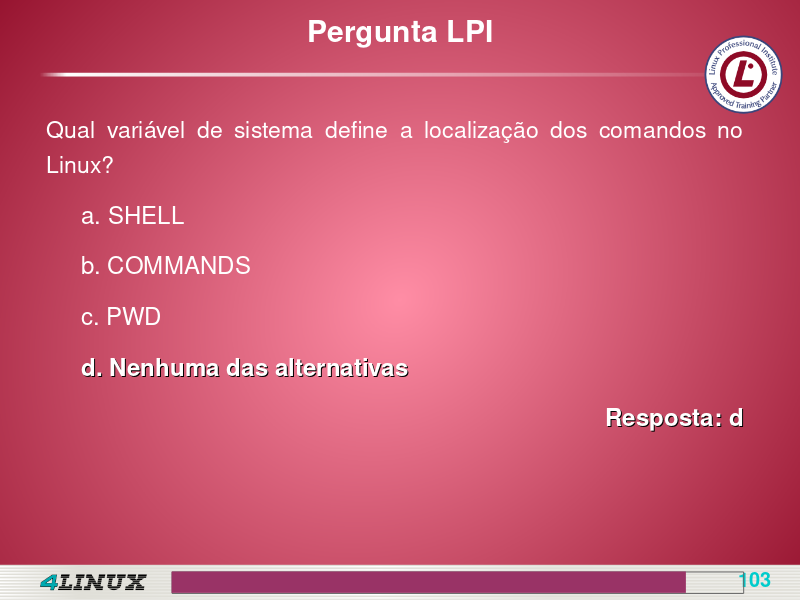 Pergunta LPI
Linux Professional Institute
Approved Training Partner
Qual variável de sistema define a localização dos comandos no
Linux?
a. SHELL
b. COMMANDS
c. PWD
d. Nenhuma das alternativas
Resposta: d
4LINUX
103